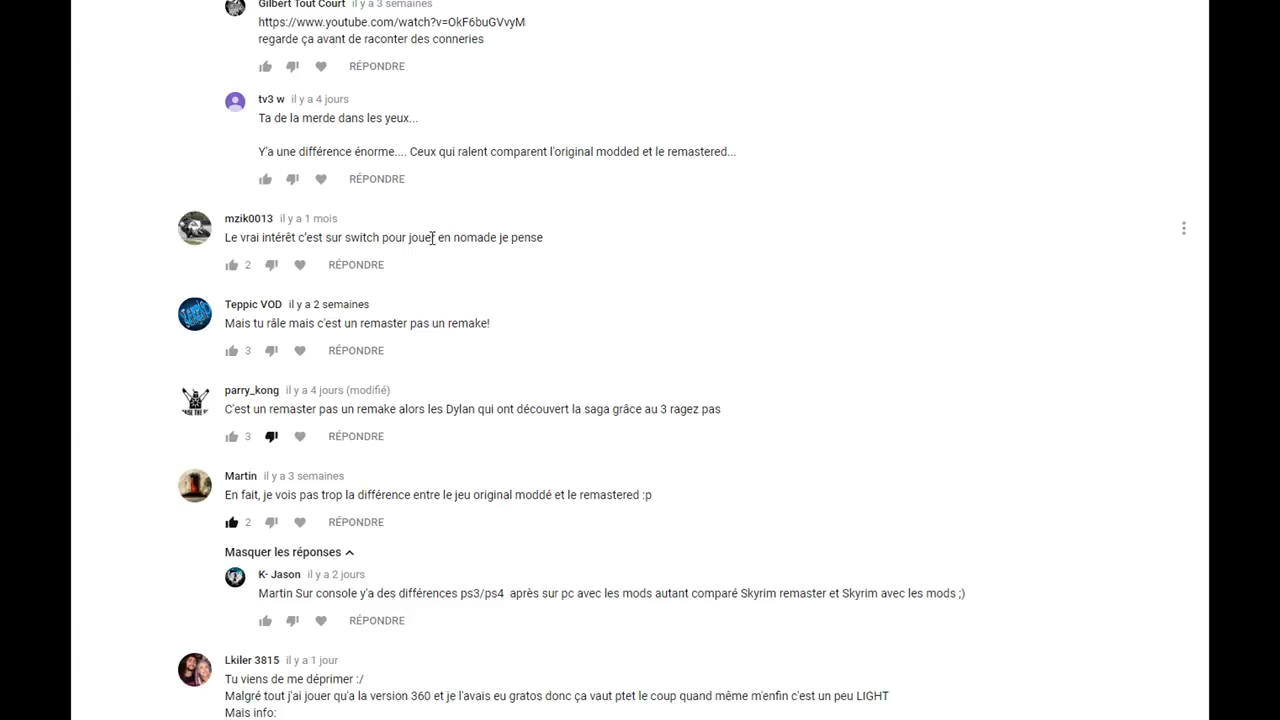 Gilbert Tout Court il y a 3 semaines
https://www.youtube.com/watch?v=OkF6buGVvyM
regarde ça avant de raconter des conneries
RÉPONDRE
tv3 w il y a 4 jours
Ta de la merde dans les yeux...
Y'a une différence énorme.... Ceux qui ralent comparent l'original modded et le remastered...
RÉPONDRE
mzik0013 il y a 1 mois
Le vrai intérêt c'est sur switch pour jouer en nomade je pense
2 RÉPONDRE
Teppic VOD il y a 2 semaines
Mais tu râle mais c'est un remaster pas un remake!
3 RÉPONDRE
parry_kong il y a 4 jours (modifié)
C'est un remaster pas un remake alors les Dylan qui ont découvert la saga grâce au 3 ragez pas
3 RÉPONDRE
Martin il y a 3 semaines
En fait, je vois pas trop la différence entre le jeu original moddé et le remastered :p
2 RÉPONDRE
Masquer les réponses
K- Jason il y a 2 jours
Martin Sur console y'a des différences ps3/ps4 après sur pc avec les mods autant comparé Skyrim remaster et Skyrim avec les mods ;)
RÉPONDRE
Lkiler 3815 il y a 1 jour
Tu viens de me déprimer :/
Malgré tout j'ai jouer qu'a la version 360 et je l'avais eu gratos donc ça vaut ptet le coup quand même m'enfin c'est un peu LIGHT
Mais info: